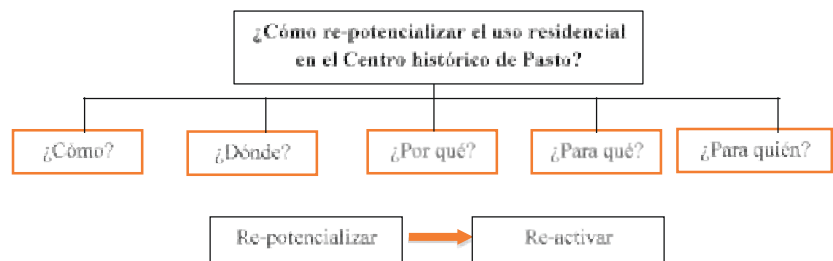 ¿Cómo re-potencializar el uso residencial
en el Centro histórico de Pasto?
¿Cómo?
¿Dónde?
¿Por qué?
¿Para qué?
¿Para quién?
Re-potencializar
Re-activar